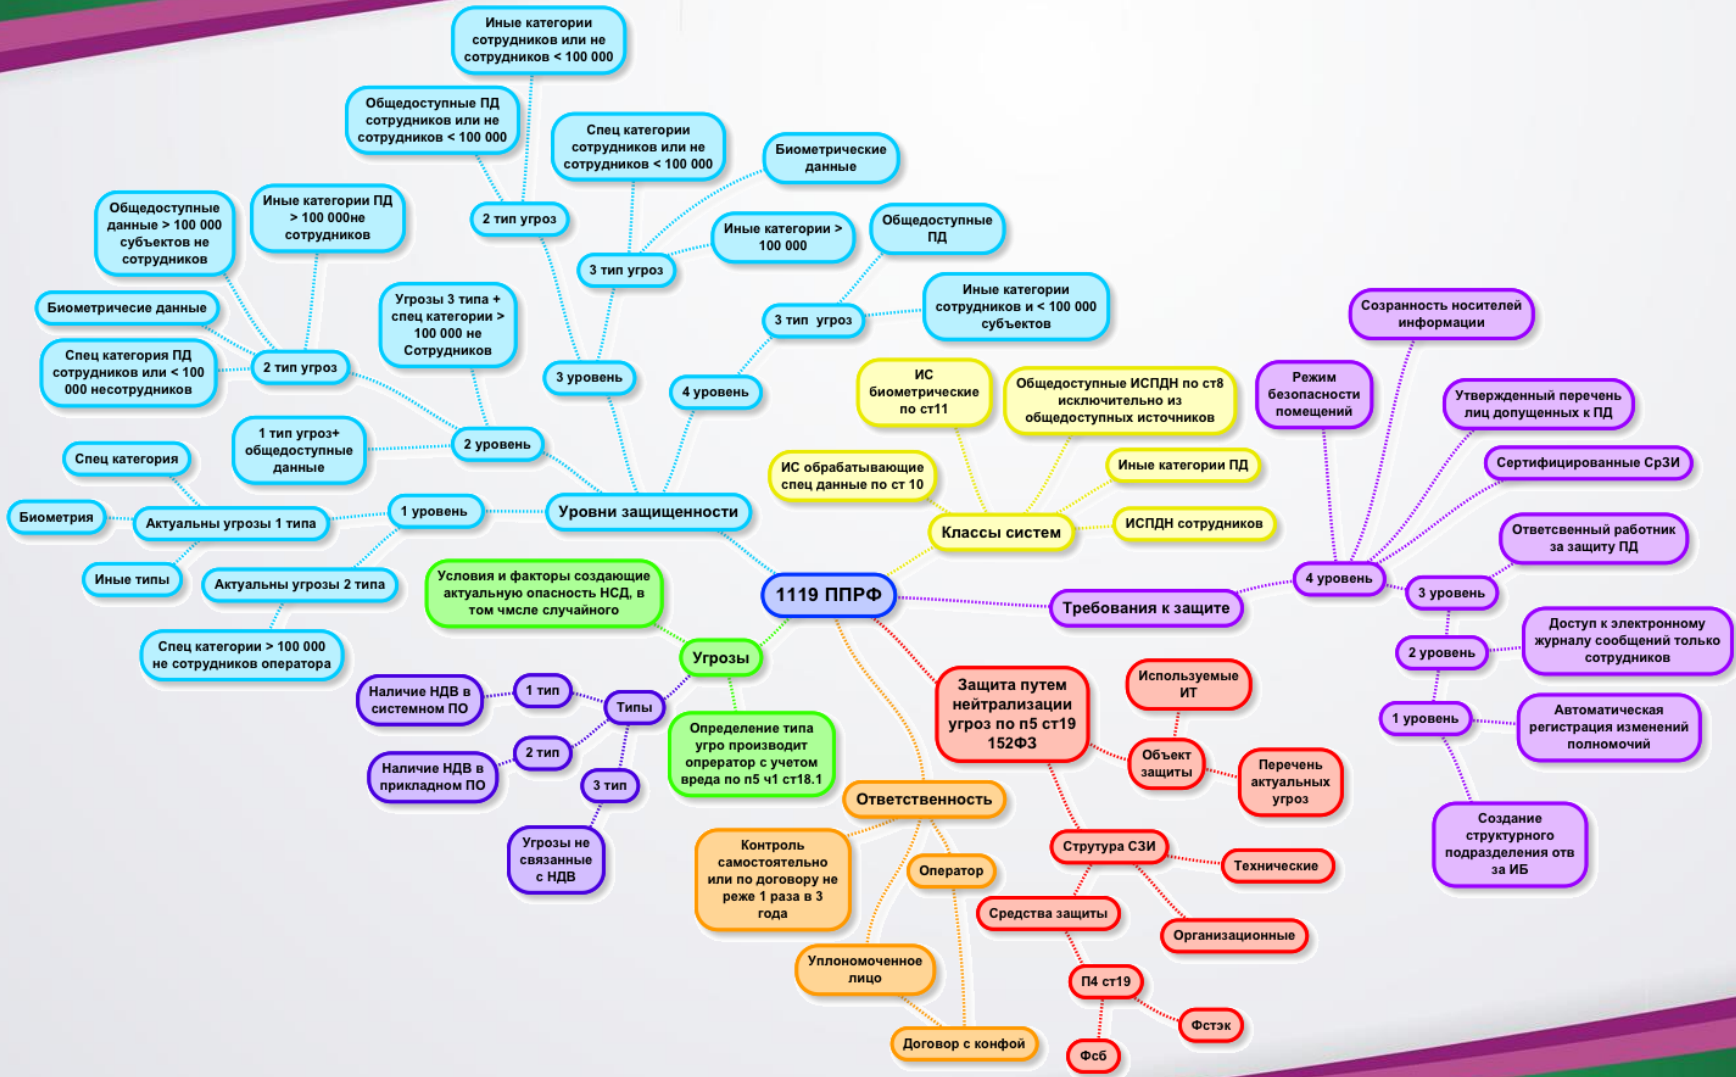 Иные категории
сотрудников или не
сотрудников < 100 000
Общедоступные ПД
сотрудников или не
сотрудников < 100 000
2 тип угроз
Спец категории
сотрудников или не
сотрудников < 100 000
Биометрические
данные
Иные категории >
100 000
3 тип угроз
3 уровень
Общедоступные
ПД
Иные категории
сотрудников и < 100 000
субъектов
3 тип  угроз
4 уровень
Общедоступные
данные > 100 000
субъектов не
сотрудников
Иные категории ПД
> 100 000не
сотрудников
Биометричесие данные
Спец категория ПД
сотрудников или < 100
000 несотрудников
2 тип угроз
Угрозы 3 типа +
спец категории >
100 000 не
Сотрудников
1 тип угроз+
общедоступные
данные
2 уровень
Спец категория
Биометрия
Иные типы
Актуальны угрозы 1 типа
1 уровень
Актуальны угрозы 2 типа
Спец категории > 100 000
не сотрудников оператора
Уровни защищенности
ИС
биометрические
по ст11
Общедоступные ИСПДН по ст8
исключительно из
общедоступных источников
ИС обрабатывающие
спец данные по ст 10
Иные категории ПД
ИСПДН сотрудников
Классы систем
1119 ППРФ
Требования к защите
4 уровень
Режим
безопасности
помещений
Созранность носителей
информации
Утвержденный перечень
лиц допущенных к ПД
Сертифицированные СрЗИ
3 уровень
Ответсвенный работник
за защиту ПД
2 уровень
Доступ к электронному
журналу сообщений только
сотрудников
1 уровень
Автоматическая
регистрация изменений
полномочий
Создание
структурного
подразделения отв
за ИБ
Условия и факторы создающие
актуальную опасность НСД, в
том чмсле случайного
Угрозы
Определение типа
угро производит
опрератор с учетом
вреда по п5 ч1 ст18.1
Типы
1 тип
Наличие НДВ в
системном ПО
2 тип
Наличие НДВ в
прикладном ПО
3 тип
Угрозы не
связанные
с НДВ
Ответственность
Контроль
самостоятельно
или по договору не
реже 1 раза в 3
года
Оператор
Уплономоченное
лицо
Договор с конфой
Защита путем
нейтрализации
угроз по п5 ст19
152ФЗ
Используемые
ИТ
Объект
защиты
Перечень
актуальных
угроз
Струтура СЗИ
Технические
Организационные
Средства защиты
П4 ст19
Фстэк
Фсб